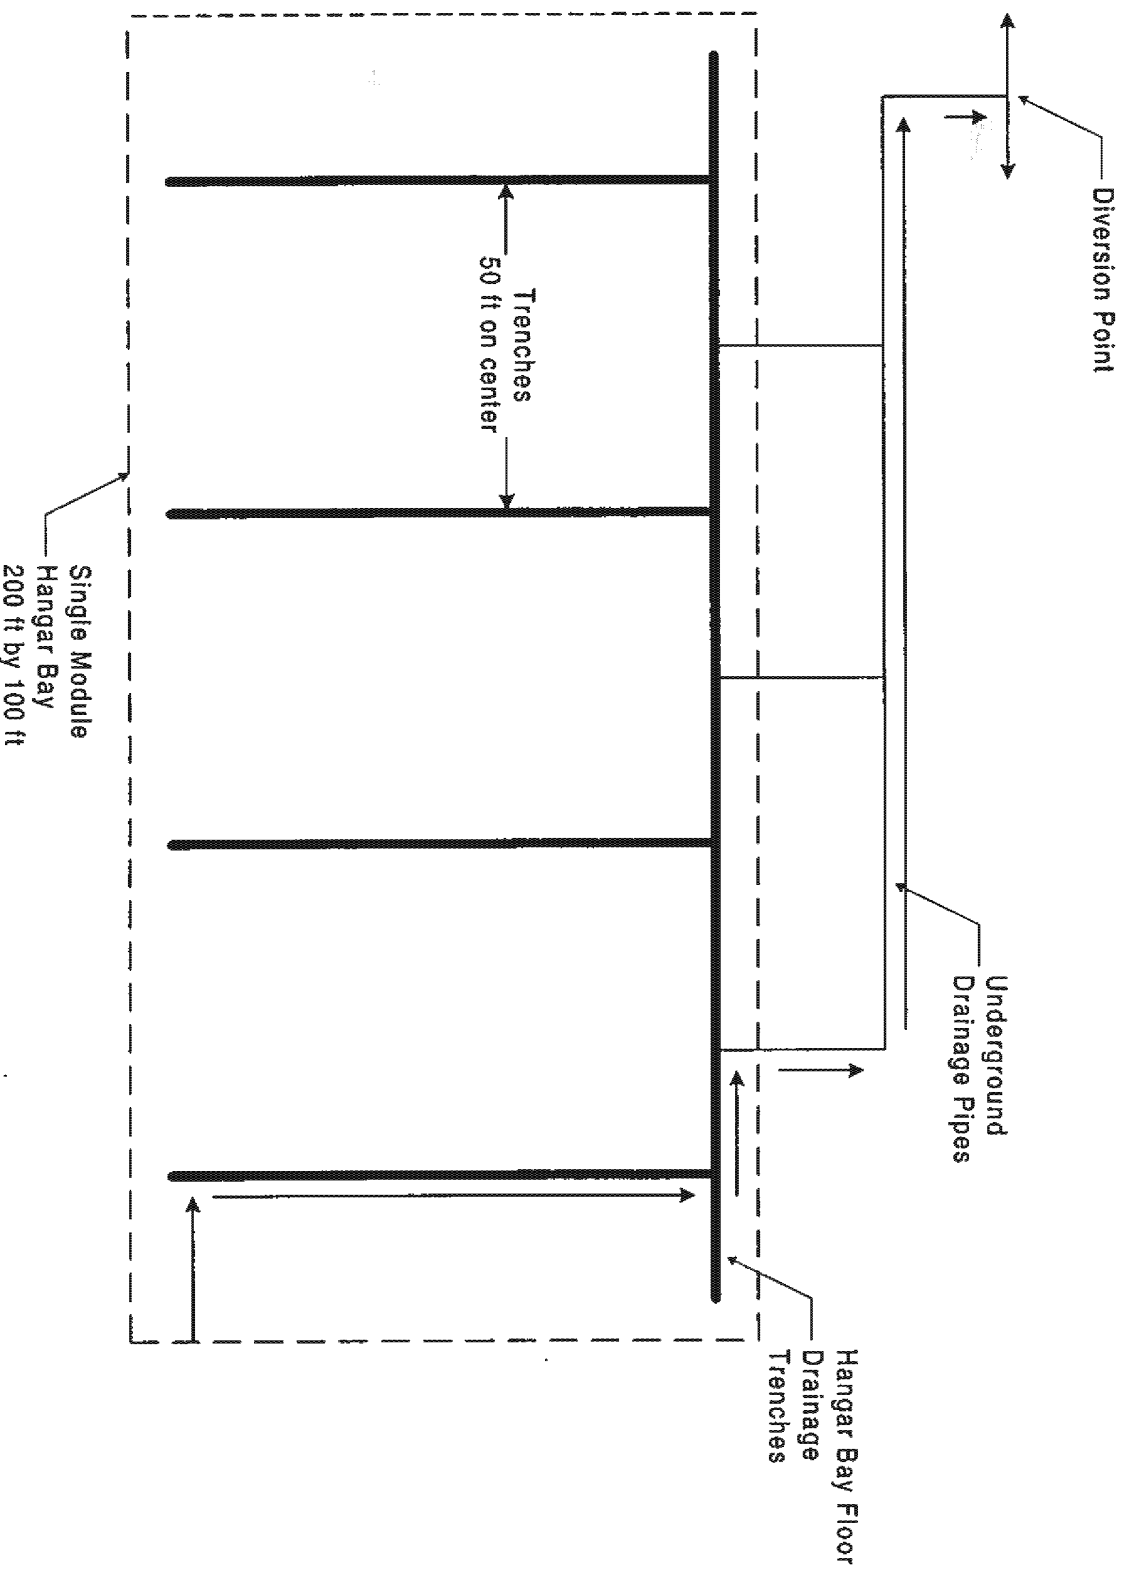 Diversion Point
Underground
Drainage Pipes
Hangar Bay Floor
Drainage
Trenches
Trenches
50 ft on center
Single Module
Hangar Bay
200 ft by 100 ft